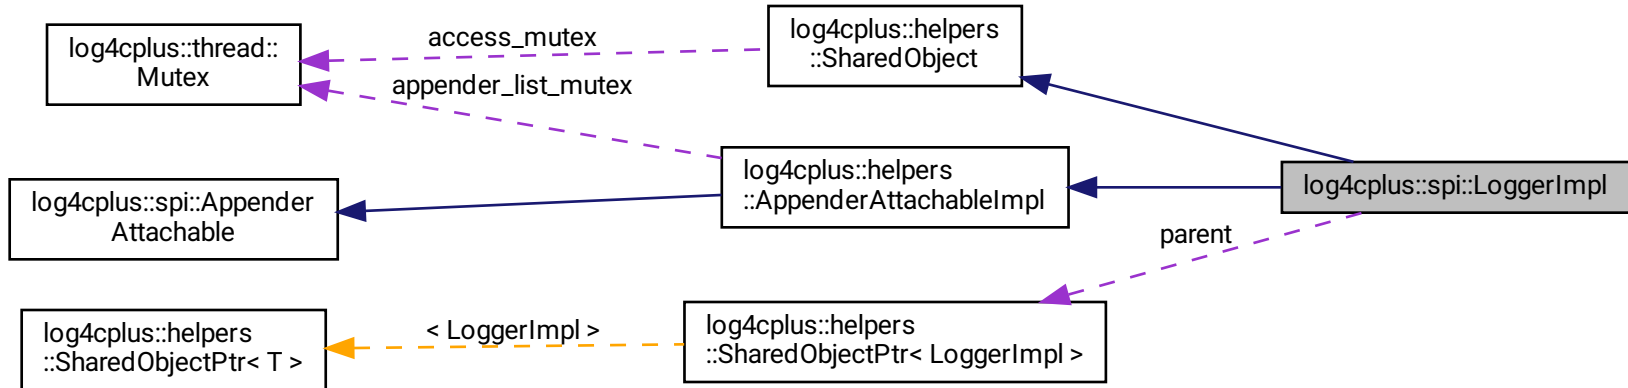 log4cplus::thread::
Mutex
access_mutex
appender_list_mutex
log4cplus::helpers
::SharedObject
log4cplus::spi::Appender
Attachable
log4cplus::helpers
::AppenderAttachableImpl
log4cplus::spi::LoggerImpl
parent
log4cplus::helpers
::SharedObjectPtr< T >
< LoggerImpl >
log4cplus::helpers
::SharedObjectPtr< LoggerImpl >